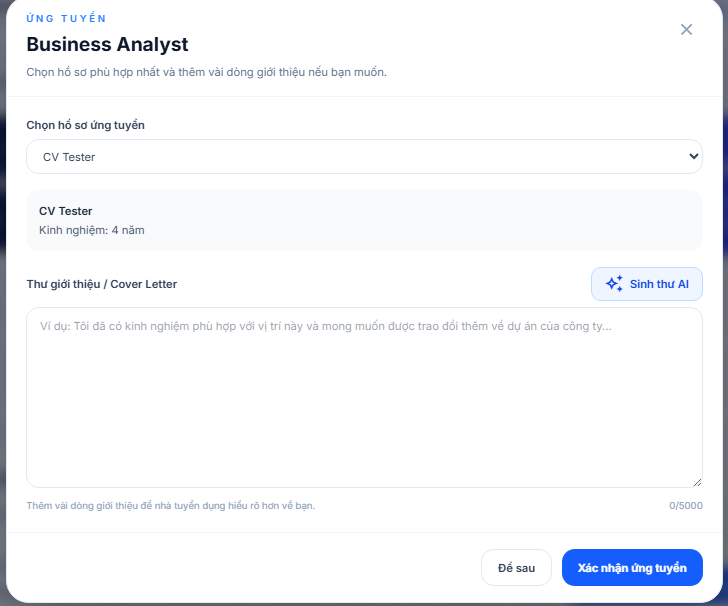 ỨNG TUYỂN
Business Analyst
Chọn hồ sơ phù hợp nhất và thêm vài dòng giới thiệu nếu bạn muốn.
Chọn hồ sơ ứng tuyển
CV Tester
CV Tester
Kinh nghiệm: 4 năm
Thư giới thiệu / Cover Letter
Sinh thư AI
Ví dụ: Tôi đã có kinh nghiệm phù hợp với vị trí này và mong muốn được trao đổi thêm về dự án của công ty...
Thêm vài dòng giới thiệu để nhà tuyển dụng hiểu rõ hơn về bạn.
0/5000
Để sau
Xác nhận ứng tuyển